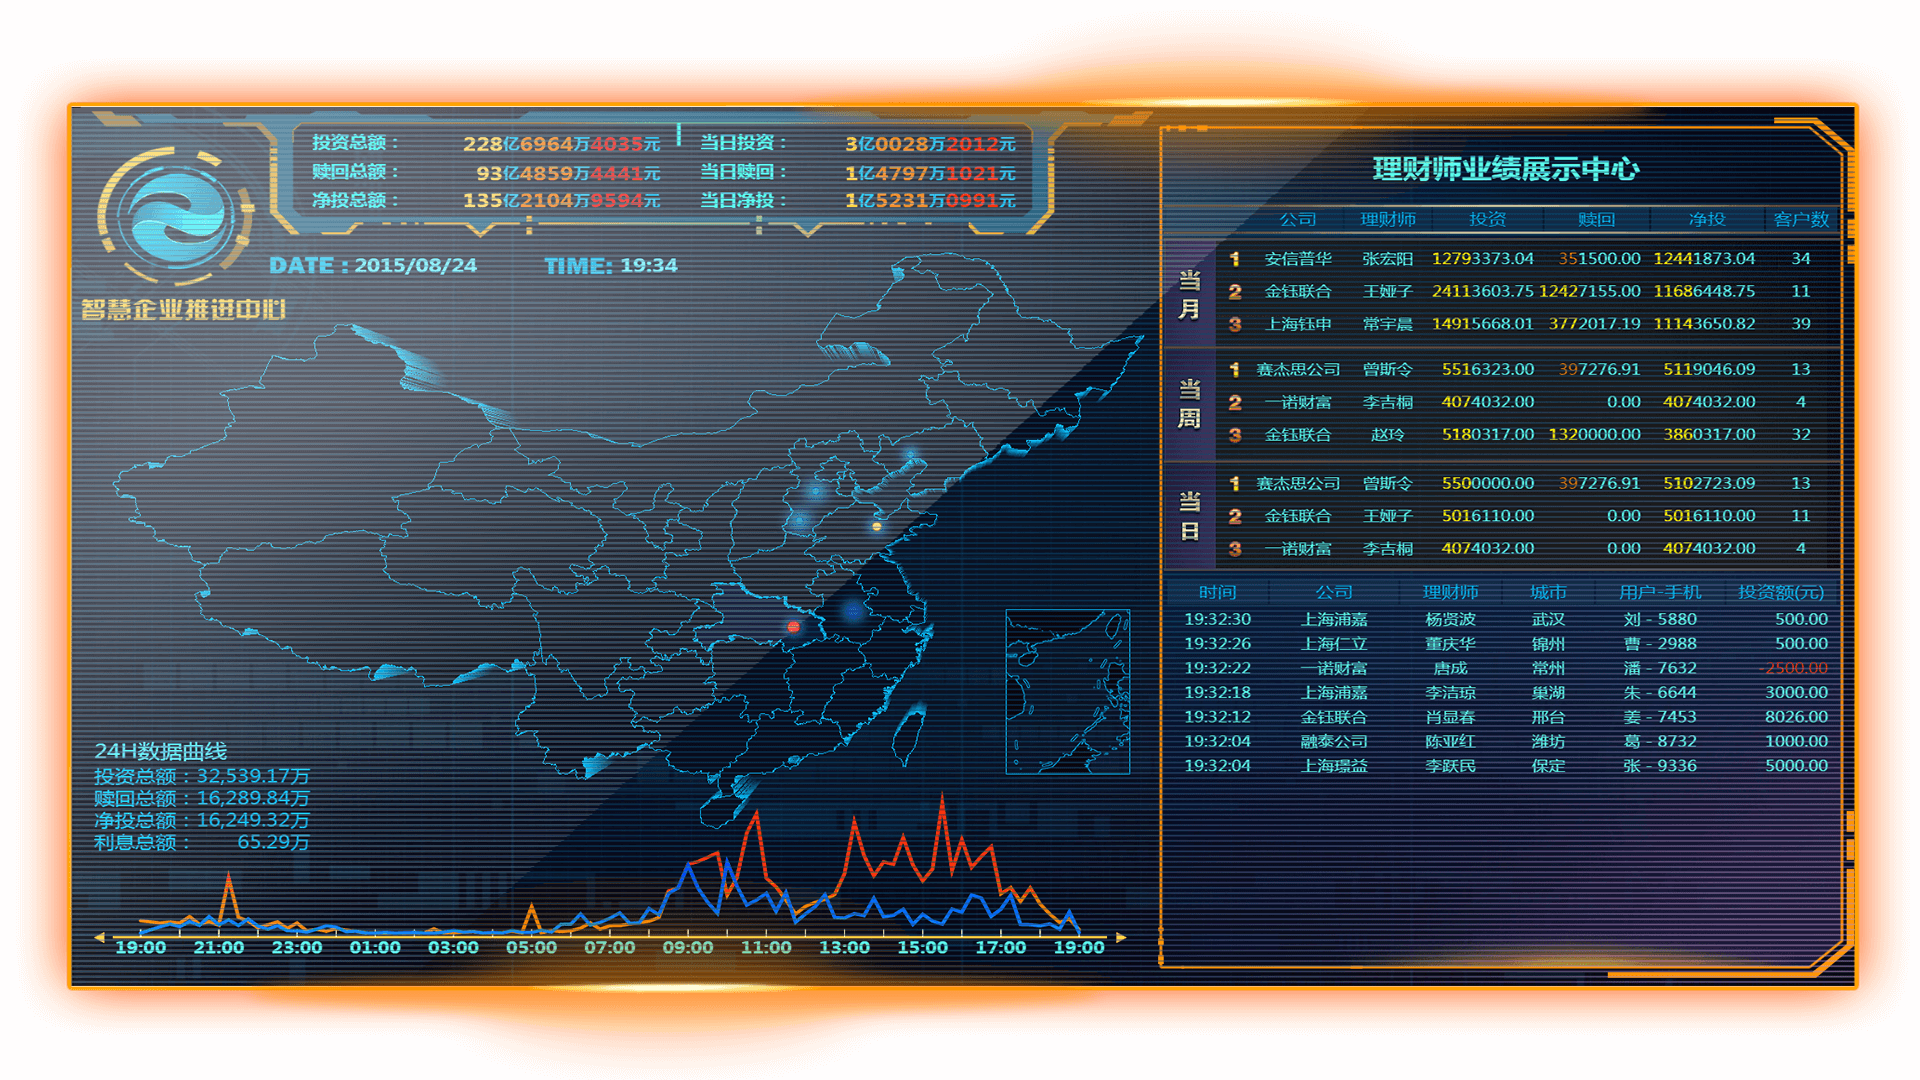 投资总额： 228亿6964万4035元 当日投资： 3亿0028万2012元
赎回总额： 93亿4859万4441元 当日赎回： 1亿4797万1021元
净投总额： 135亿2104万9594元 当日净投： 1亿5231万0991元
DATE : 2015/08/24 TIME: 19:34
智慧企业推进中心
24H数据曲线
投资总额：32,539.17万
赎回总额：16,289.84万
净投总额：16,249.32万
利息总额： 65.29万
19:00 21:00 23:00 01:00 03:00 05:00 07:00 09:00 11:00 13:00 15:00 17:00 19:00
理财师业绩展示中心
公司 理财师 投资 赎回 净投 客户数
当月
1 安信普华 张宏阳 12793373.04 351500.00 12441873.04 34
2 金钰联合 王娅子 24113603.75 12427155.00 11686448.75 11
3 上海钰申 常宇晨 14915668.01 3772017.19 11143650.82 39
当周
1 赛杰思公司 曾斯令 5516323.00 397276.91 5119046.09 13
2 一诺财富 李吉桐 4074032.00 0.00 4074032.00 4
3 金钰联合 赵玲 5180317.00 1320000.00 3860317.00 32
当日
1 赛杰思公司 曾斯令 5500000.00 397276.91 5102723.09 13
2 金钰联合 王娅子 5016110.00 0.00 5016110.00 11
3 一诺财富 李吉桐 4074032.00 0.00 4074032.00 4
时间 公司 理财师 城市 用户-手机 投资额(元)
19:32:30 上海浦嘉 杨贤波 武汉 刘 - 5880 500.00
19:32:26 上海仁立 董庆华 锦州 曹 - 2988 500.00
19:32:22 一诺财富 唐成 常州 潘 - 7632 -2500.00
19:32:18 上海浦嘉 李洁琼 巢湖 朱 - 6644 3000.00
19:32:12 金钰联合 肖显春 邢台 姜 - 7453 8026.00
19:32:04 融泰公司 陈亚红 潍坊 葛 - 8732 1000.00
19:32:04 上海璟益 李跃民 保定 张 - 9336 5000.00